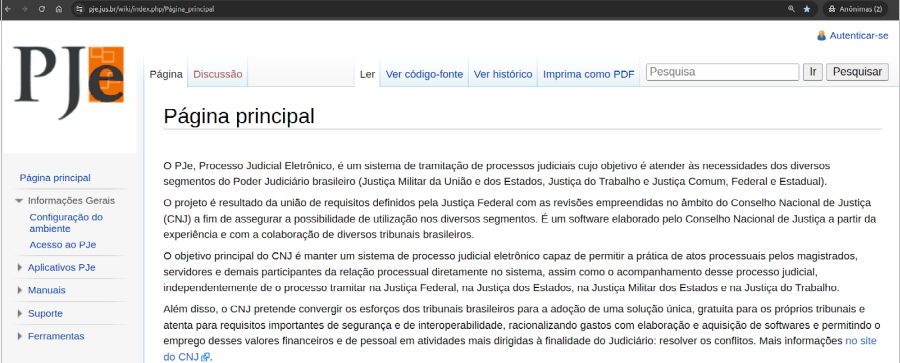 pje.jus.br/wiki/index.php/Página_principal
Anônimas (2)
Autenticar-se
PJe
Página
Discussão
Ler
Ver código-fonte
Ver histórico
Imprima como PDF
Pesquisa
Ir
Pesquisar
Página principal
Página principal
Informações Gerais
Configuração do
ambiente
Acesso ao PJe
Aplicativos PJe
Manuais
Suporte
Ferramentas
O PJe, Processo Judicial Eletrônico, é um sistema de tramitação de processos judiciais cujo objetivo é atender às necessidades dos diversos
segmentos do Poder Judiciário brasileiro (Justiça Militar da União e dos Estados, Justiça do Trabalho e Justiça Comum, Federal e Estadual).
O projeto é resultado da união de requisitos definidos pela Justiça Federal com as revisões empreendidas no âmbito do Conselho Nacional de Justiça
(CNJ) a fim de assegurar a possibilidade de utilização nos diversos segmentos. É um software elaborado pelo Conselho Nacional de Justiça a partir da
experiência e com a colaboração de diversos tribunais brasileiros.
O objetivo principal do CNJ é manter um sistema de processo judicial eletrônico capaz de permitir a prática de atos processuais pelos magistrados,
servidores e demais participantes da relação processual diretamente no sistema, assim como o acompanhamento desse processo judicial,
independentemente de o processo tramitar na Justiça Federal, na Justiça dos Estados, na Justiça Militar dos Estados e na Justiça do Trabalho.
Além disso, o CNJ pretende convergir os esforços dos tribunais brasileiros para a adoção de uma solução única, gratuita para os próprios tribunais e
atenta para requisitos importantes de segurança e de interoperabilidade, racionalizando gastos com elaboração e aquisição de softwares e permitindo o
emprego desses valores financeiros e de pessoal em atividades mais dirigidas à finalidade do Judiciário: resolver os conflitos. Mais informações no site
do CNJ.